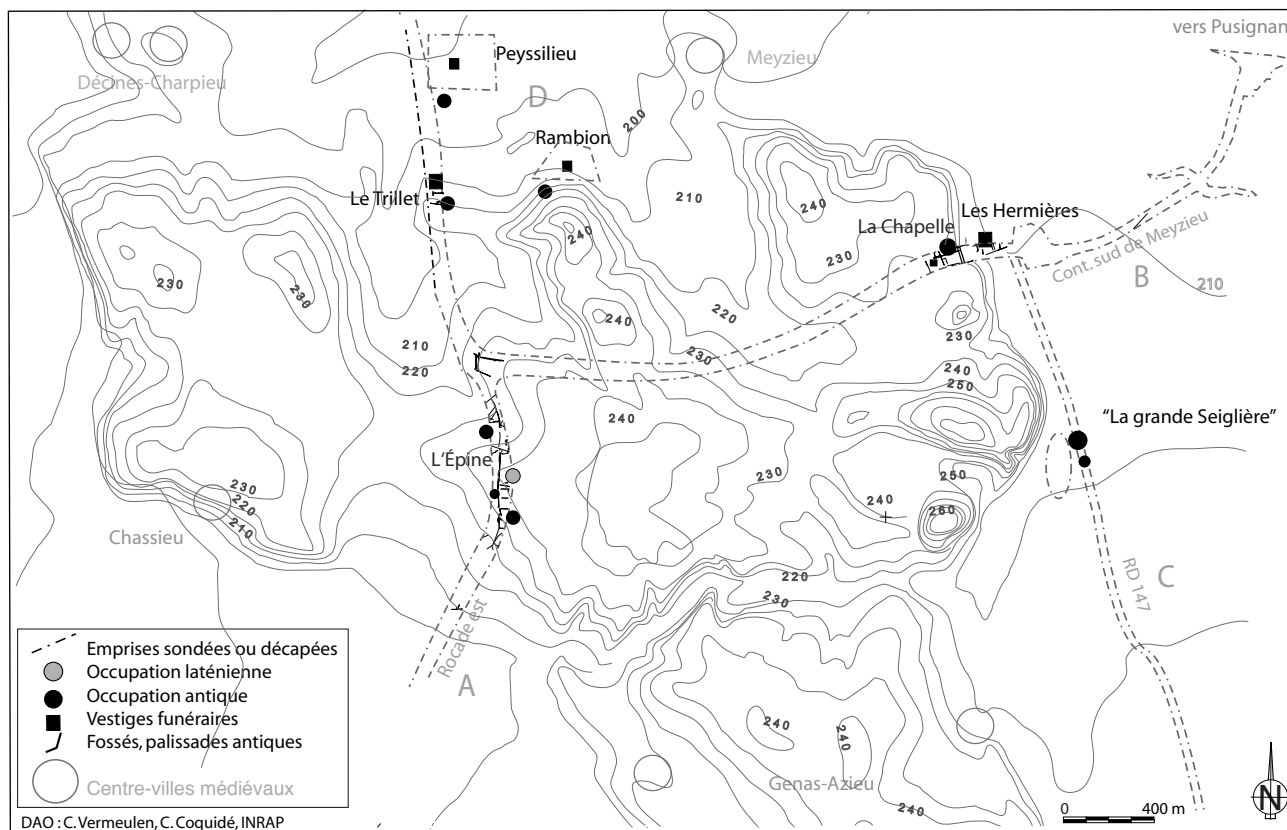 vers Pusignan
Décines-Charpieu
Peyssilieu
Meyzieu
D
200
Rambion
Le Trillet
210
240
240
La Chapelle
Les Hermières
230
Cont. sud de Meyzieu
B
210
230
230
240
220
230
210
220
230
240
250
240
"La grande Seiglière"
L'Épine
230
250
240
260
230
220
210
Chassieu
220
230
RD 147
C
Rocade est
A
240
240
Genas-Azieu
240
Emprises sondées ou décapées
Occupation laténienne
Occupation antique
Vestiges funéraires
Fossés, palissades antiques
Centre-villes médiévaux
0 400 m
N
DAO : C. Vermeulen, C. Coquidé, INRAP